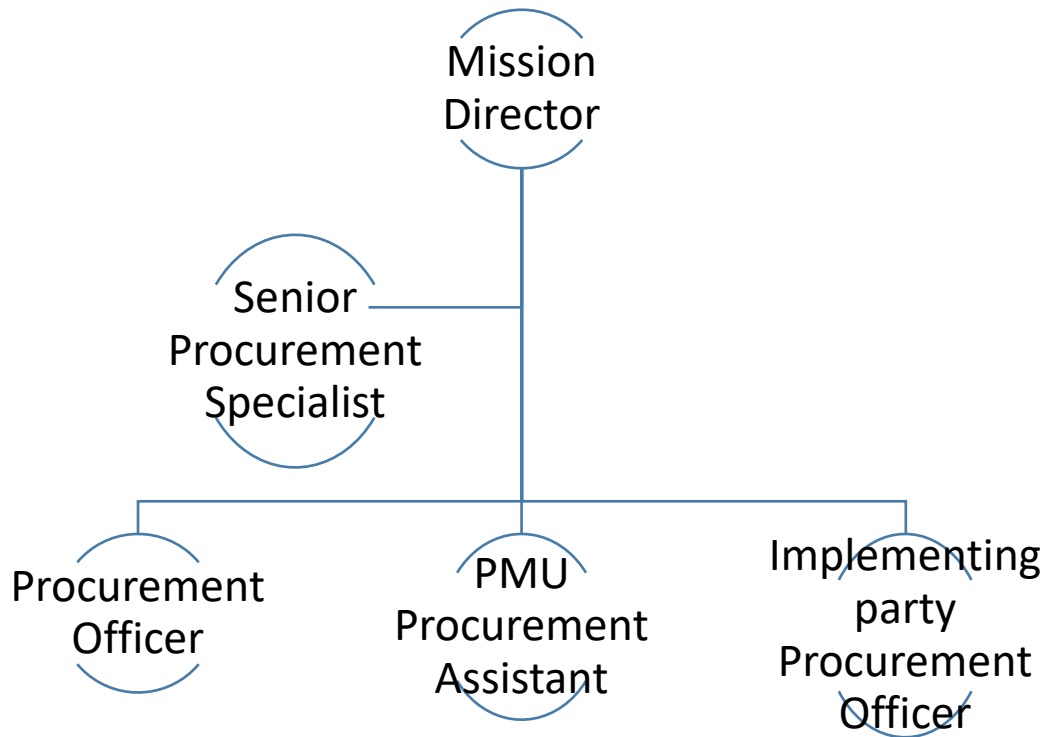 Mission
Director
Senior
Procurement
Specialist
Procurement
Officer
PMU
Procurement
Assistant
Implementing
party
Procurement
Officer